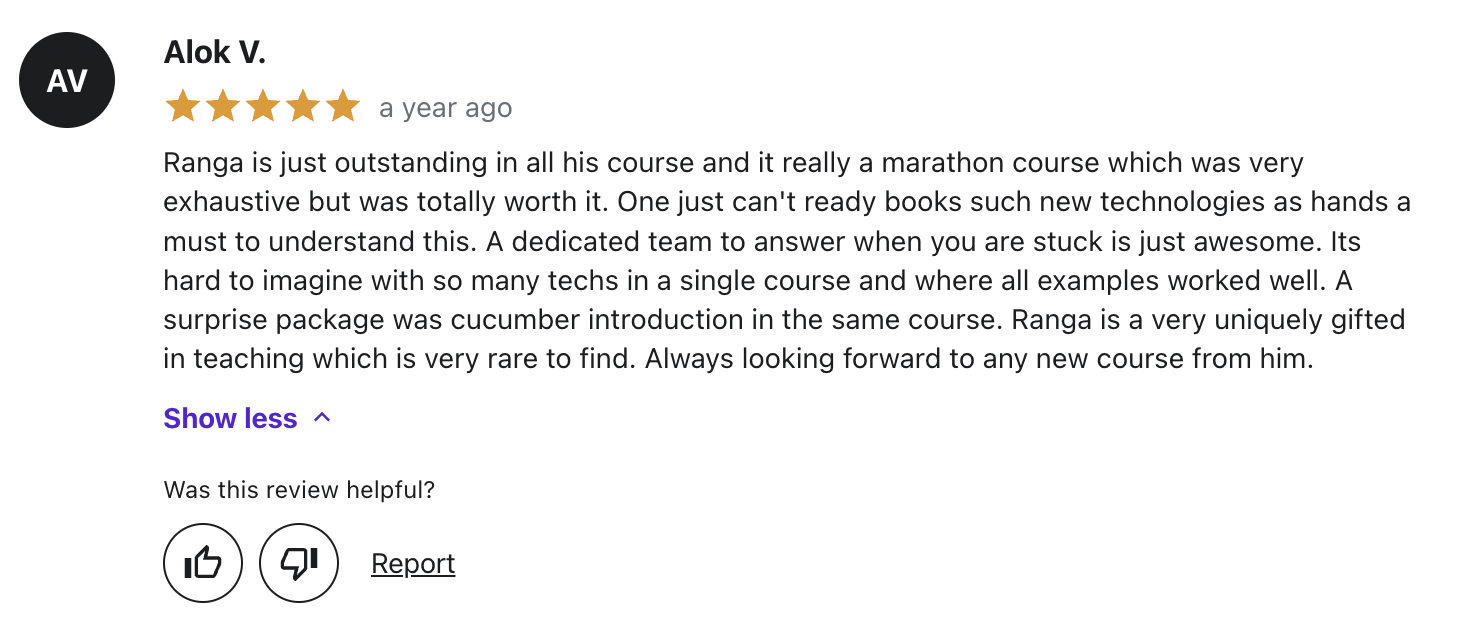 AV
Alok V.
a year ago
Ranga is just outstanding in all his course and it really a marathon course which was very
exhaustive but was totally worth it. One just can't ready books such new technologies as hands a
must to understand this. A dedicated team to answer when you are stuck is just awesome. Its
hard to imagine with so many techs in a single course and where all examples worked well. A
surprise package was cucumber introduction in the same course. Ranga is a very uniquely gifted
in teaching which is very rare to find. Always looking forward to any new course from him.
Show less
Was this review helpful?
Report